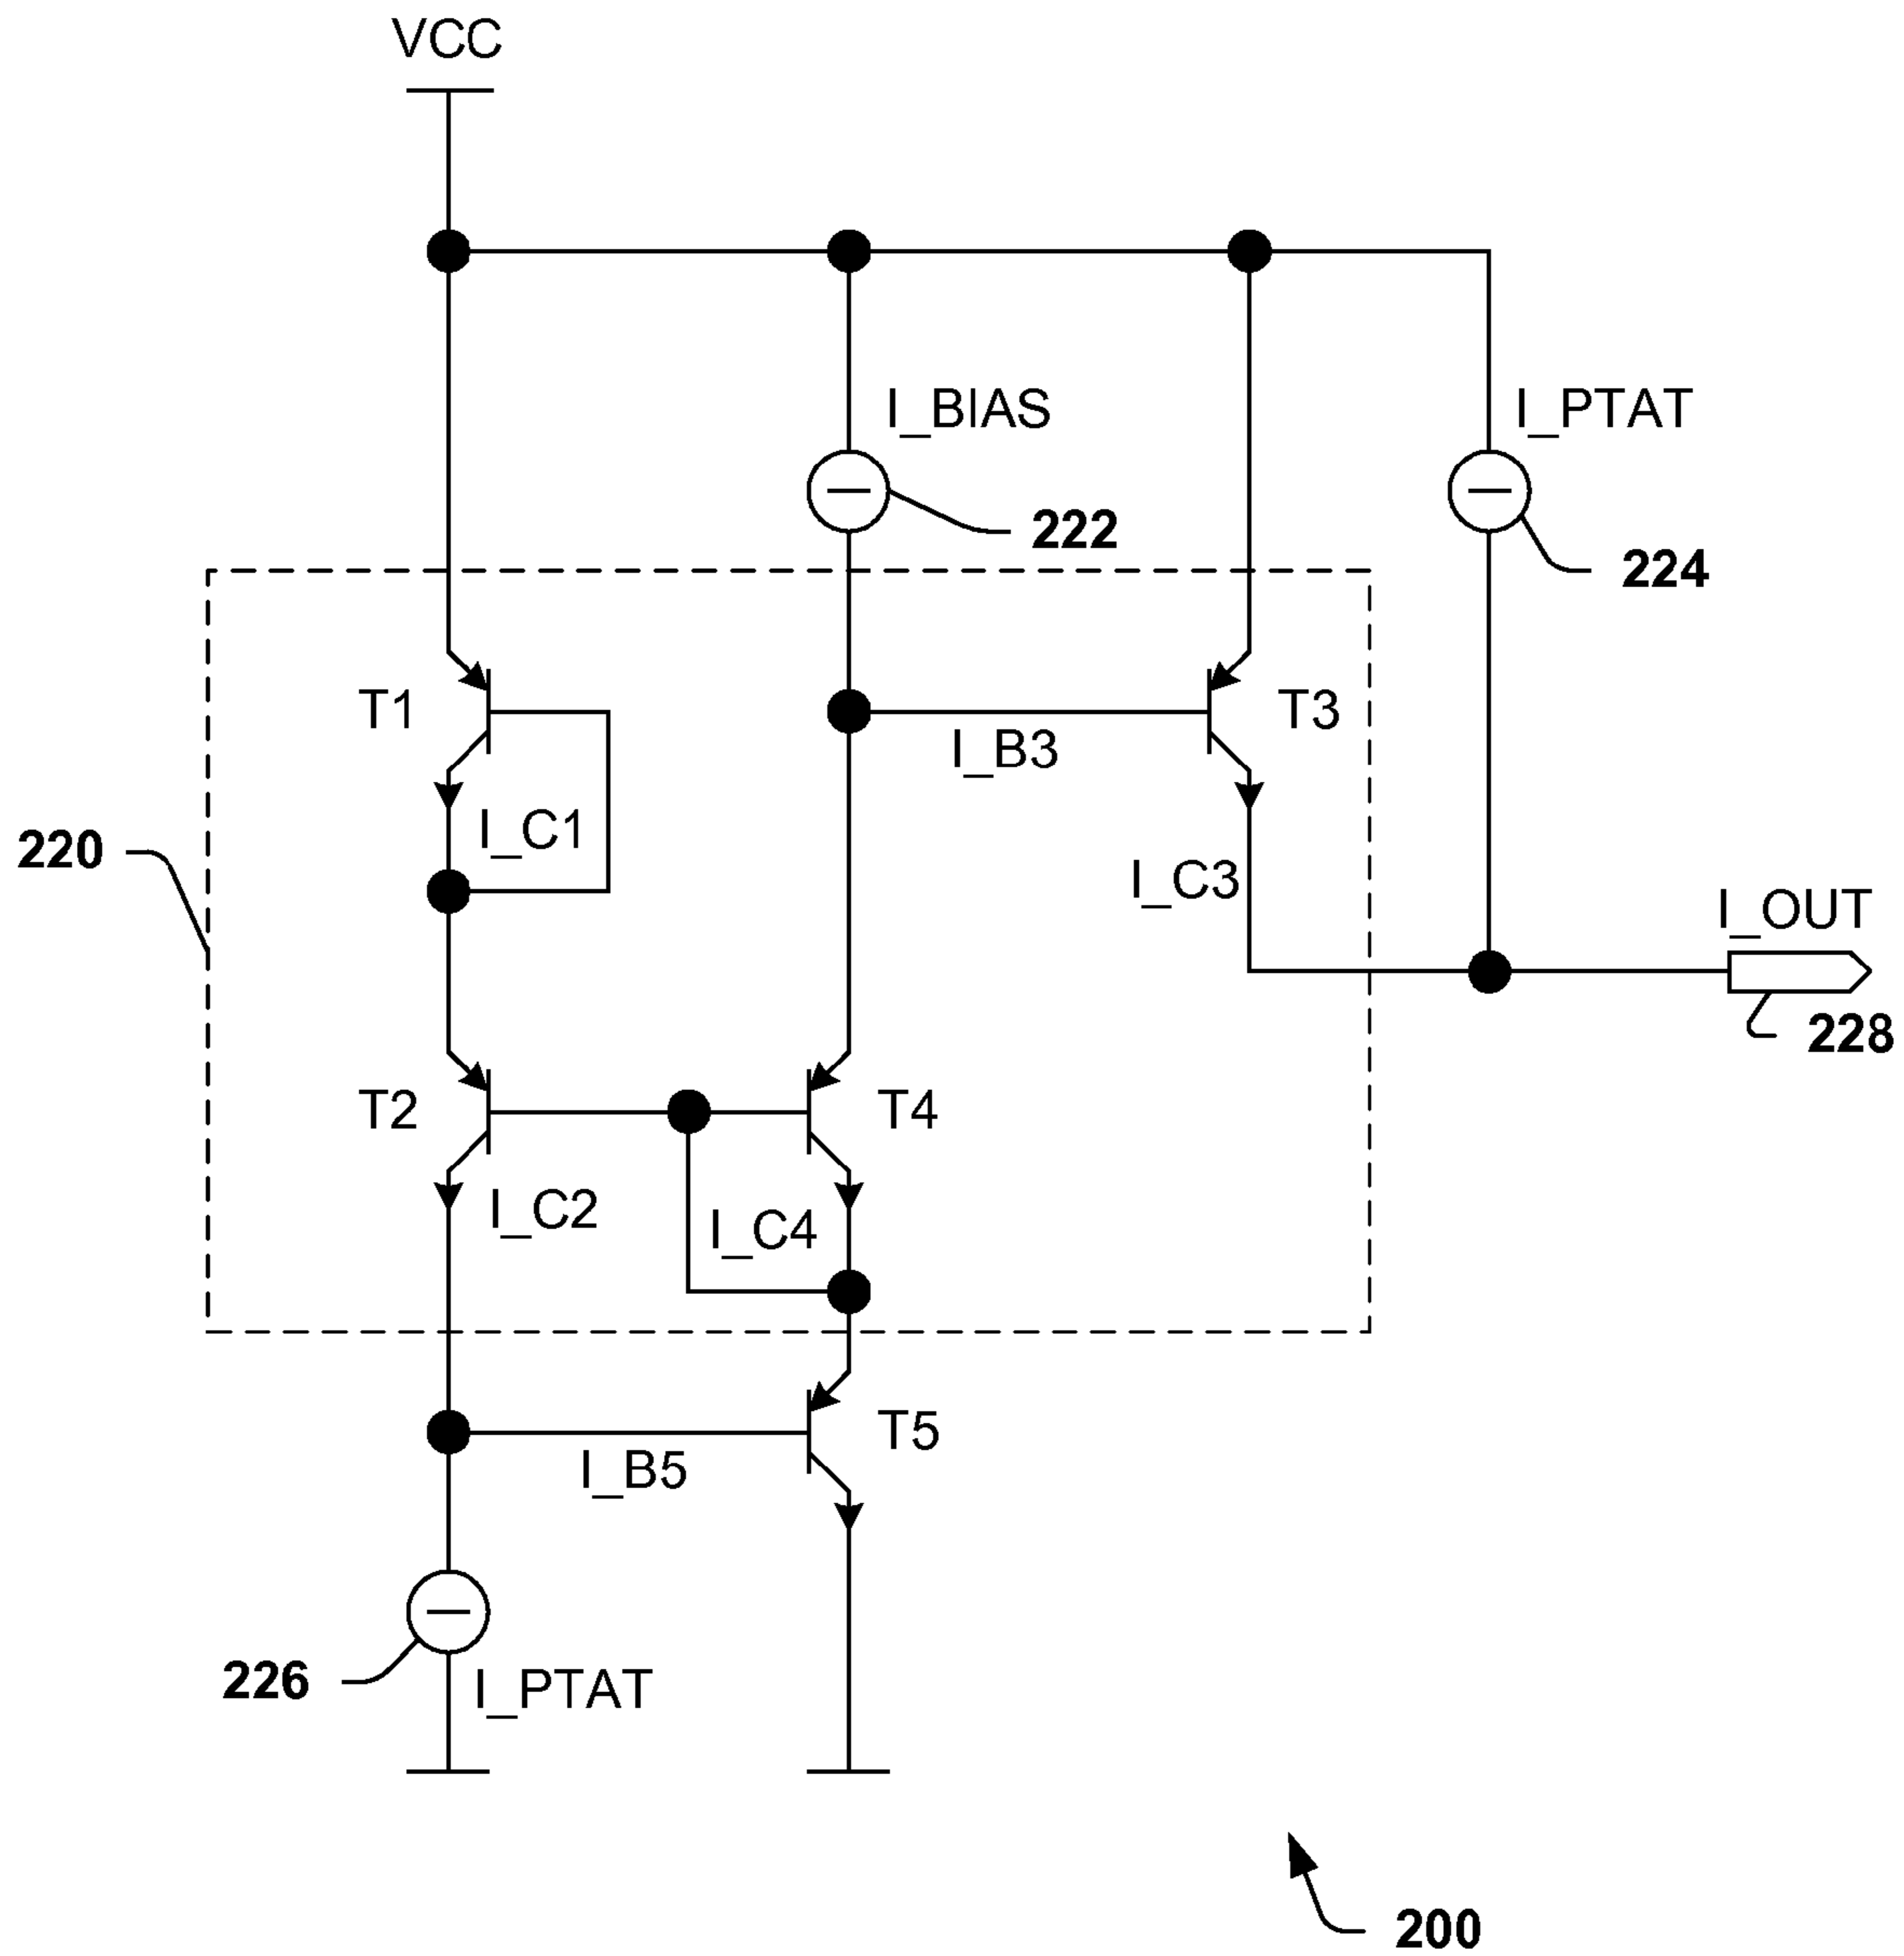 VCC
I_BIAS
I_PTAT
222
224
T1
T3
I_B3
I_C1
220
I_C3
I_OUT
228
T2
T4
I_C2
I_C4
T5
I_B5
226
I_PTAT
200